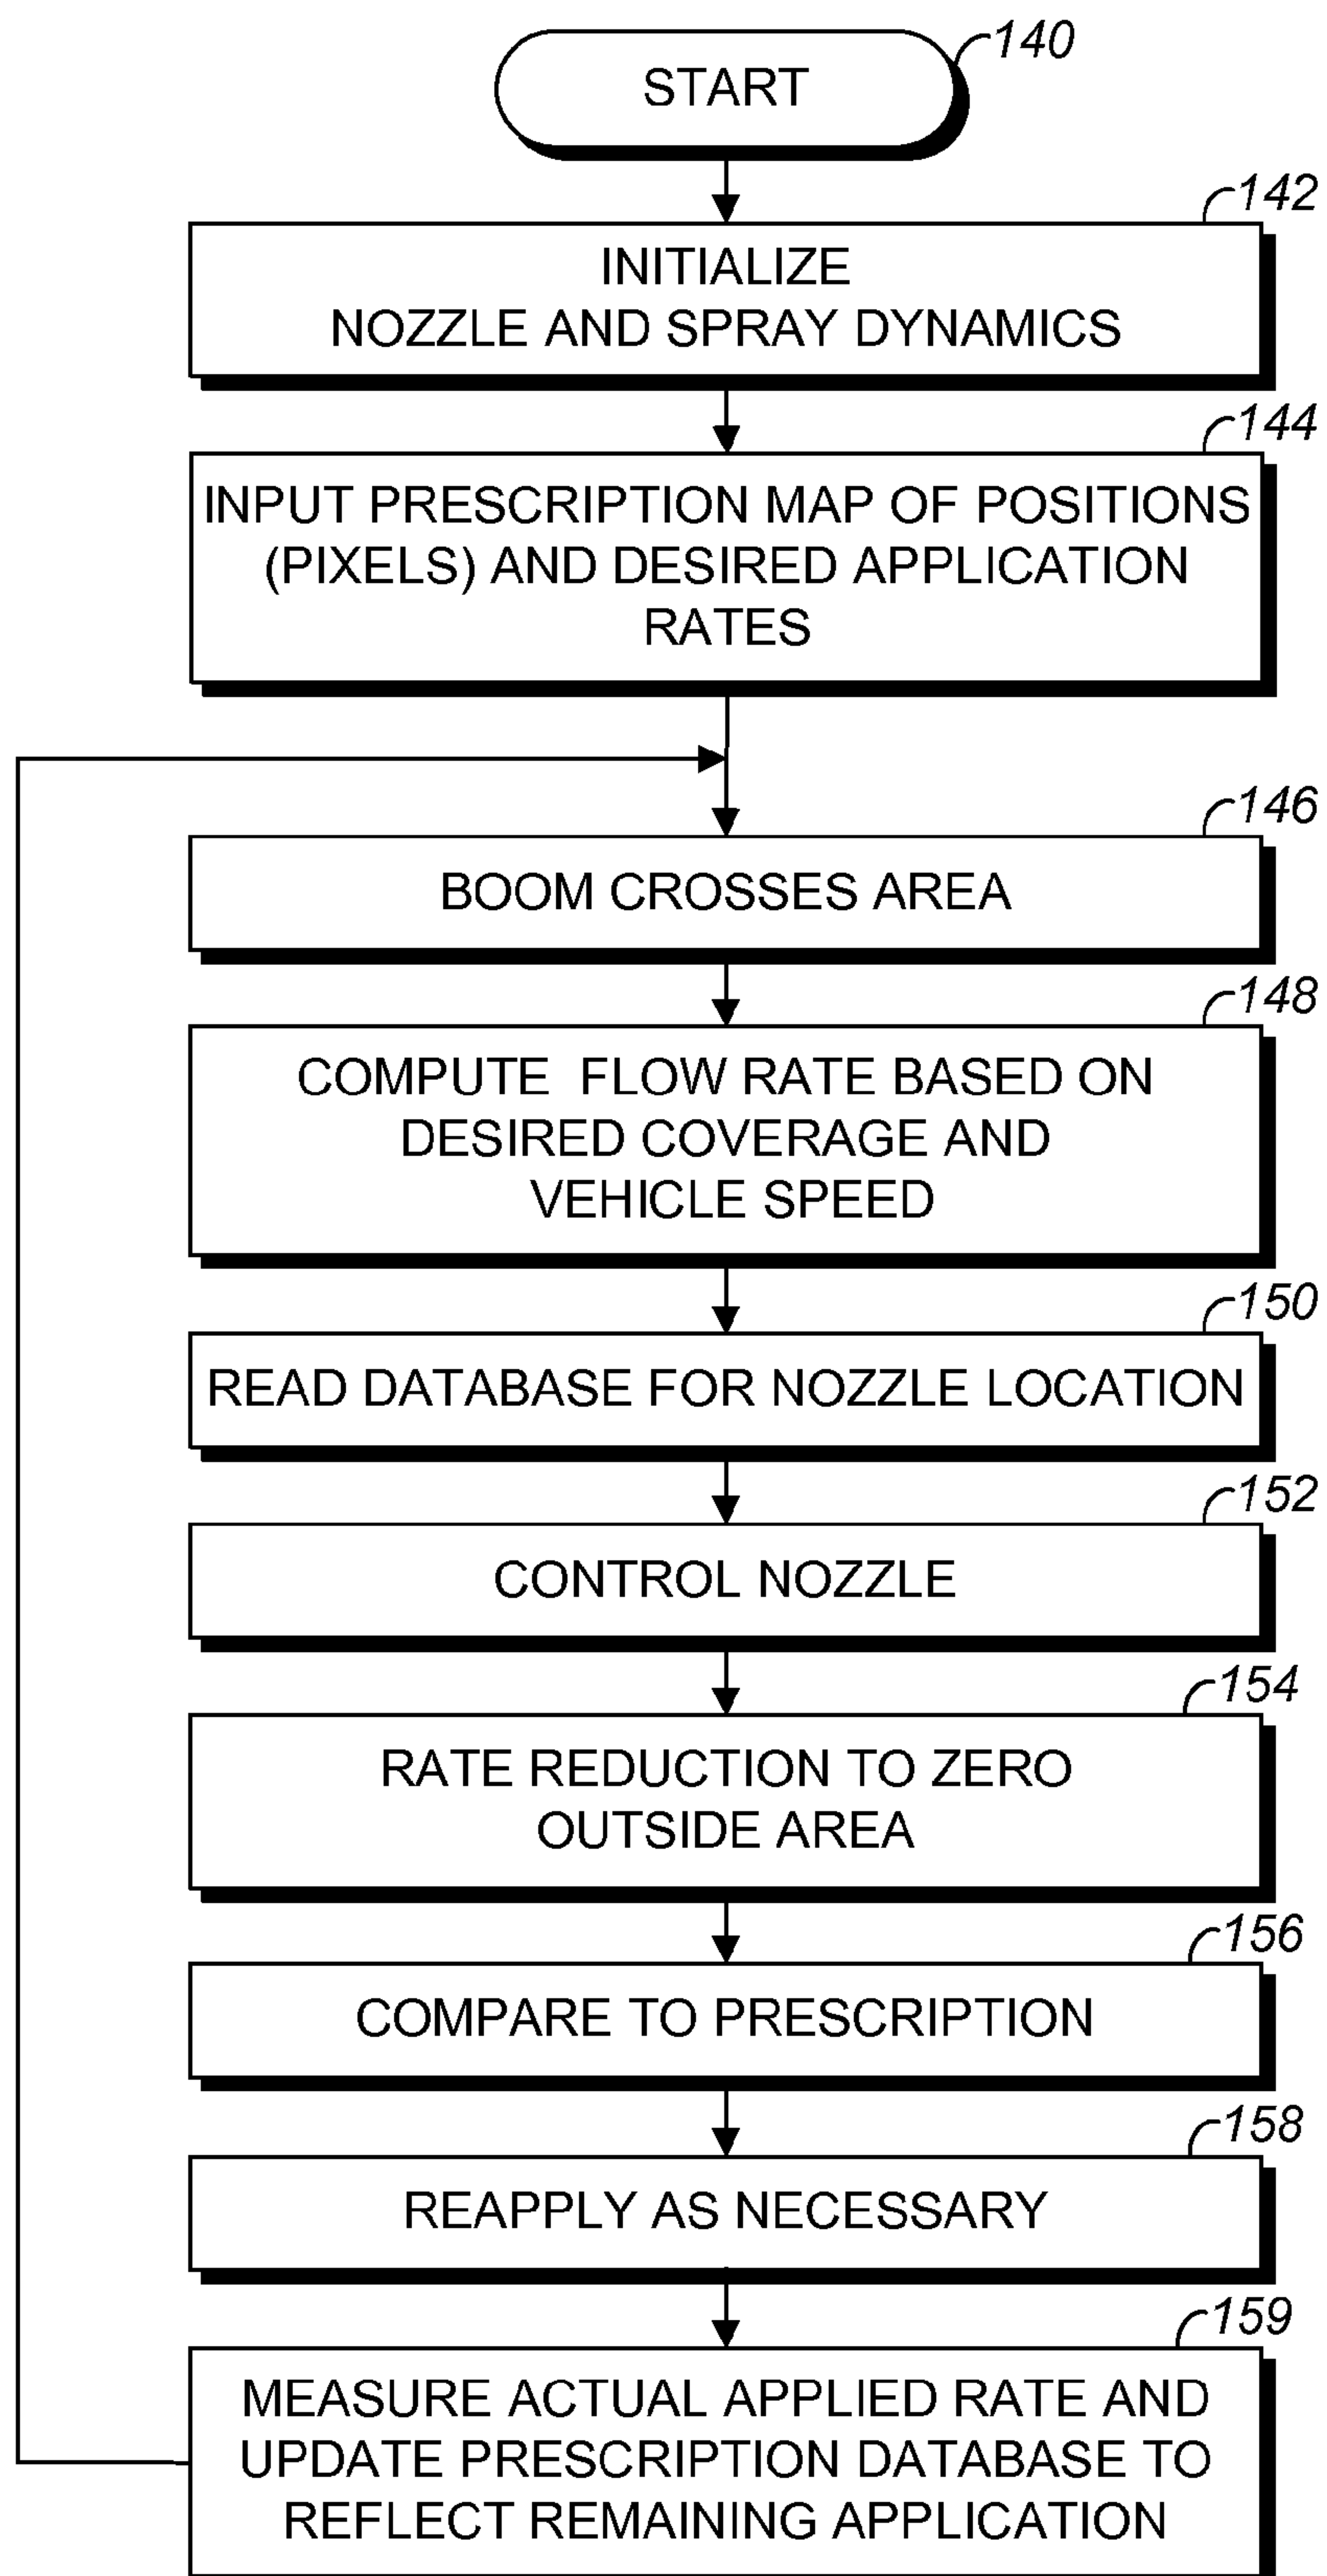 140
START
142
INITIALIZE
NOZZLE AND SPRAY DYNAMICS
144
INPUT PRESCRIPTION MAP OF POSITIONS
(PIXELS) AND DESIRED APPLICATION
RATES
146
BOOM CROSSES AREA
148
COMPUTE FLOW RATE BASED ON
DESIRED COVERAGE AND
VEHICLE SPEED
150
READ DATABASE FOR NOZZLE LOCATION
152
CONTROL NOZZLE
154
RATE REDUCTION TO ZERO
OUTSIDE AREA
156
COMPARE TO PRESCRIPTION
158
REAPPLY AS NECESSARY
159
MEASURE ACTUAL APPLIED RATE AND
UPDATE PRESCRIPTION DATABASE TO
REFLECT REMAINING APPLICATION